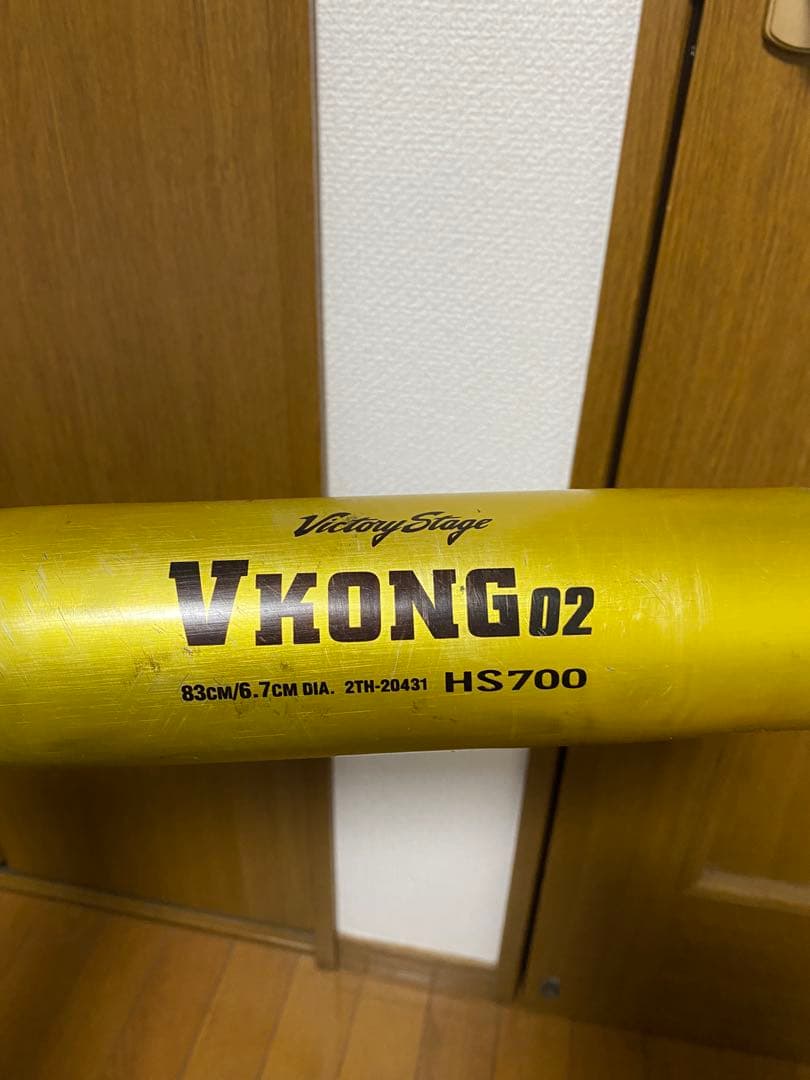 Victory Stage
VKONG02
83CM/6.7CM DIA. 2TH-20431 HS700